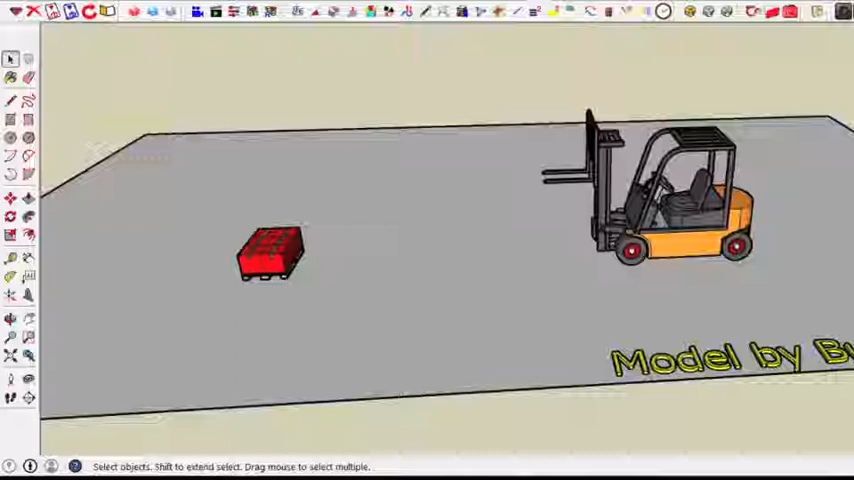 Model by
Select objects. Shift to extend select. Drag mouse to select multiple.